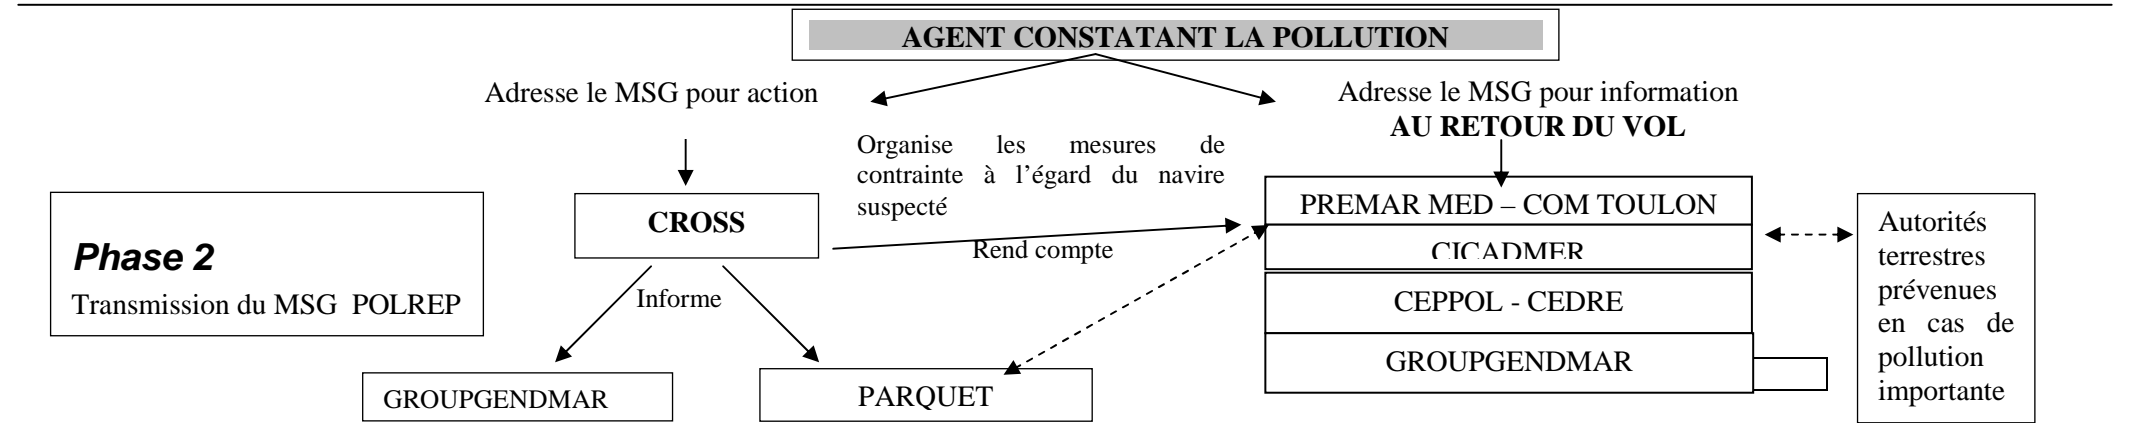 AGENT CONSTATANT LA POLLUTION
Adresse le MSG pour action
Adresse le MSG pour information
AU RETOUR DU VOL
Organise les mesures de
contrainte à l'égard du navire
suspecté
Phase 2
Transmission du MSG POLREP
CROSS
Rend compte
Informe
GROUPGENDMAR
PARQUET
PREMAR MED – COM TOULON
CICADMER
CEPPOL - CEDRE
GROUPGENDMAR
Autorités
terrestres
prévenues
en cas de
pollution
importante